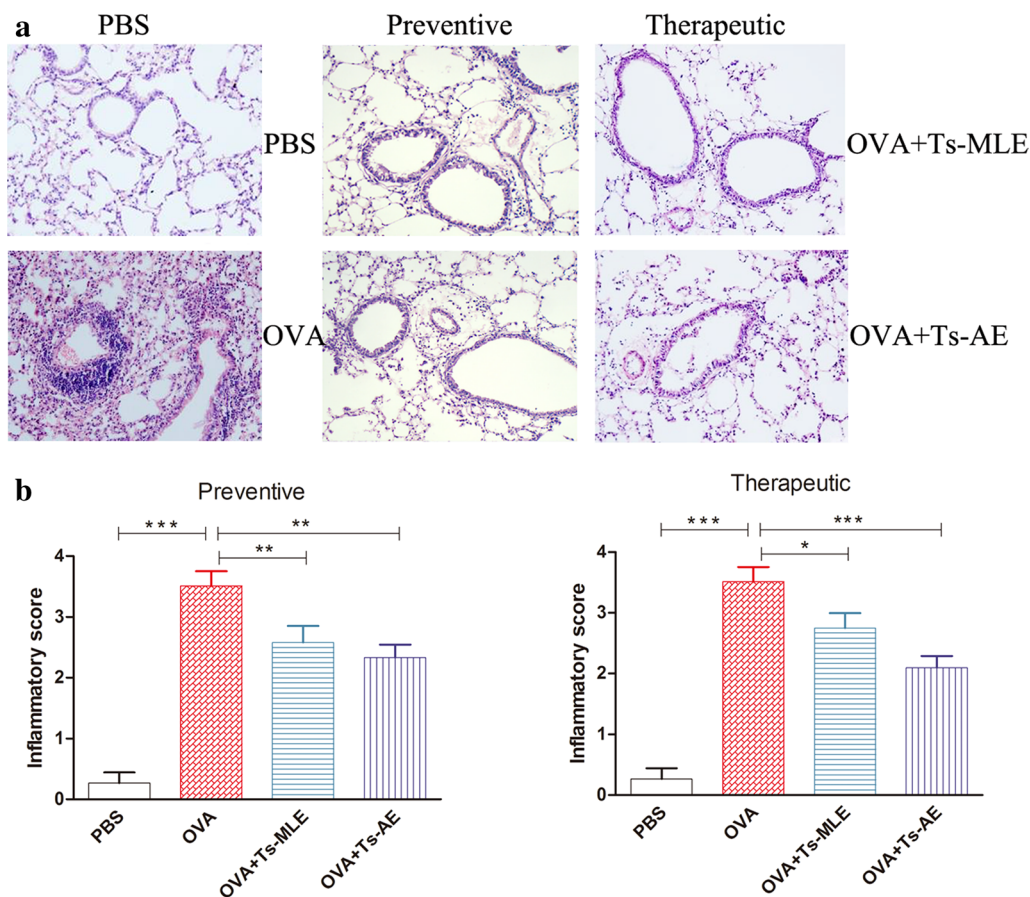 a
PBS
Preventive
Therapeutic
PBS
OVA+Ts-MLE
OVA
OVA+Ts-AE
b
Preventive
***
**
**
Inflammatory score
4
3
2
1
0
PBS
OVA
OVA+Ts-MLE
OVA+Ts-AE
Therapeutic
***
***
*
Inflammatory score
4
3
2
1
0
PBS
OVA
OVA+Ts-MLE
OVA+Ts-AE